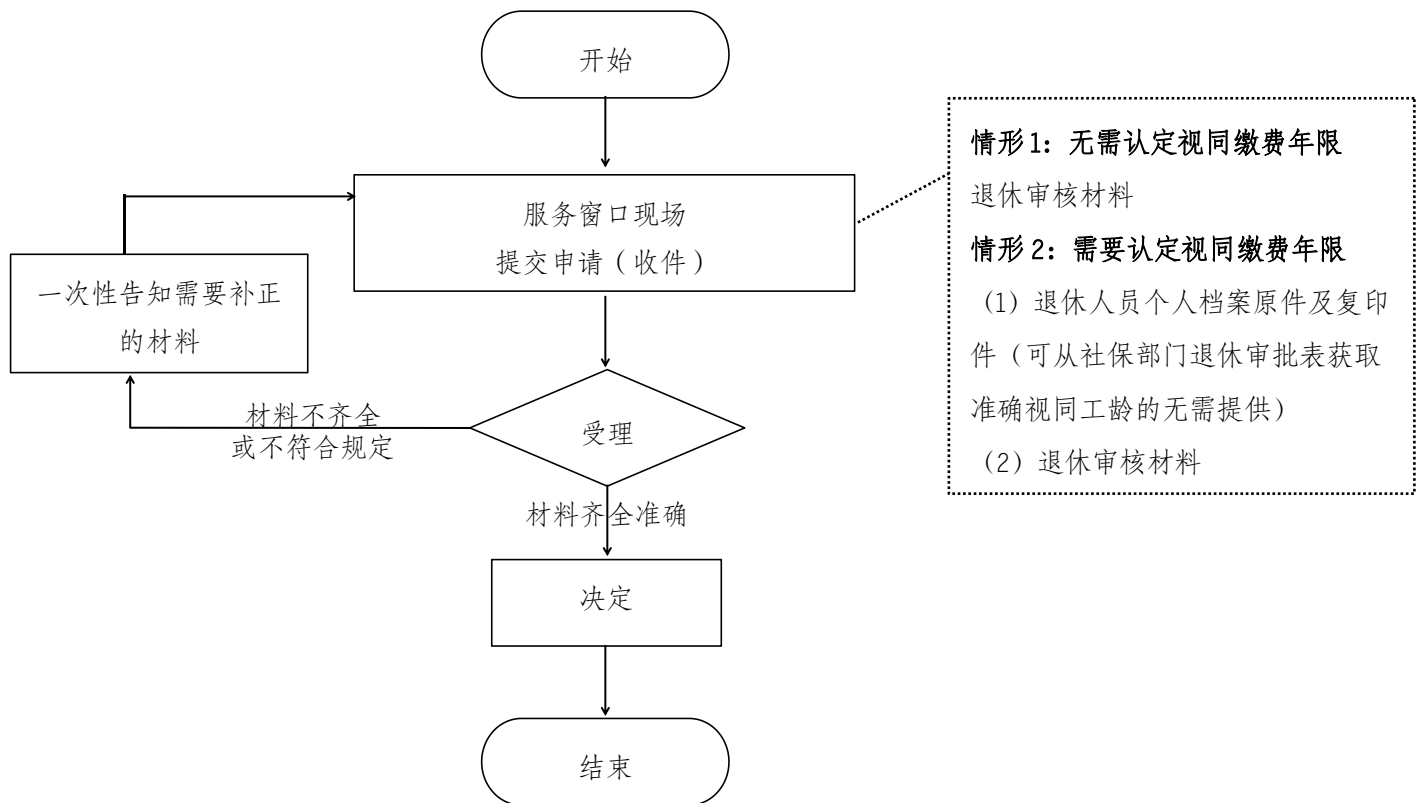 开始
服务窗口现场
提交申请（收件）
情形1：无需认定视同缴费年限
退休审核材料
情形2：需要认定视同缴费年限
（1）退休人员个人档案原件及复印
件（可从社保部门退休审批表获取
准确视同工龄的无需提供）
（2）退休审核材料
一次性告知需要补正
的材料
材料不齐全
或不符合规定
受理
材料齐全准确
决定
结束